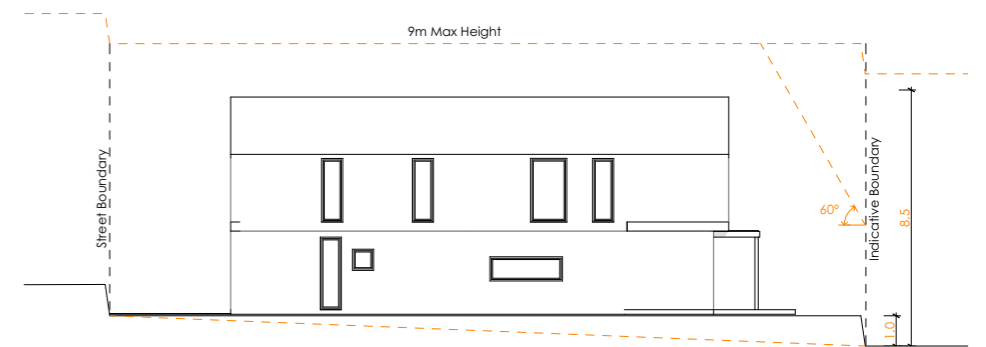 9m Max Height
Street Boundary
60°
Indicative Boundary
8.5
1.0